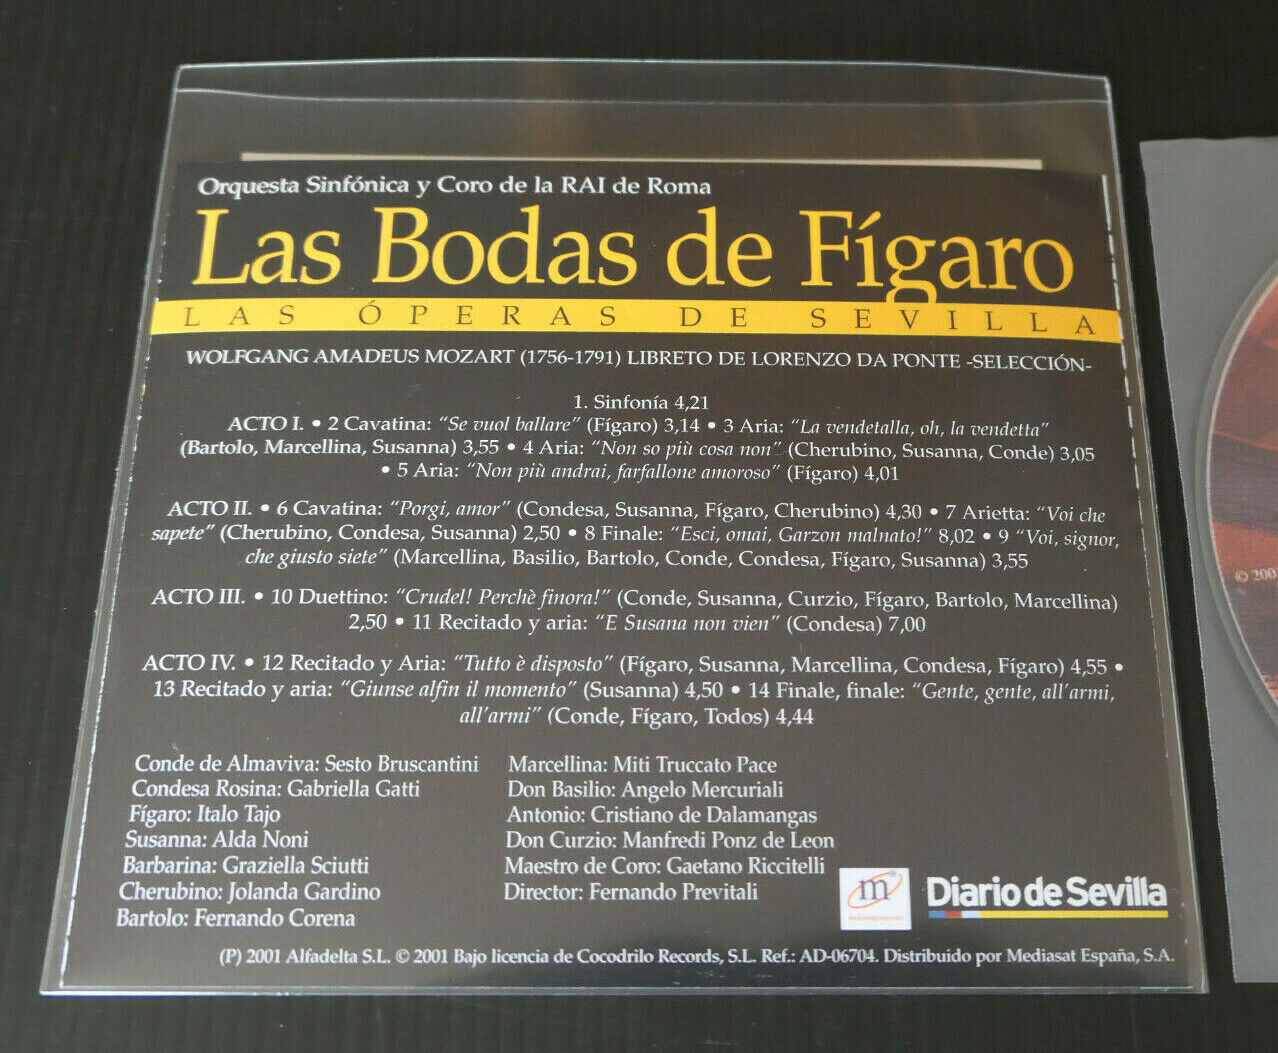 Orquesta Sinfónica y Coro de la RAI de Roma
Las Bodas de Fígaro
LAS ÓPERAS DE SEVILLA
WOLFGANG AMADEUS MOZART (1756-1791) LIBRETO DE LORENZO DA PONTE -SELECCIÓN-
1. Sinfonía 4,21
ACTO I. • 2 Cavatina: “Se vuol ballare” (Fígaro) 3,14 • 3 Aria: “La vendetalla, oh, la vendetta”
(Bartolo, Marcellina, Susanna) 3,55 • 4 Aria: “Non so più cosa non” (Cherubino, Susanna, Conde) 3,05
• 5 Aria: “Non più andrai, farfallone amoroso” (Fígaro) 4,01
ACTO II. • 6 Cavatina: “Porgi, amor” (Condesa, Susanna, Fígaro, Cherubino) 4,30 • 7 Arietta: “Voi che
sapete” (Cherubino, Condesa, Susanna) 2,50 • 8 Finale: “Esci, omai, Garzon malnato!” 8,02 • 9 “Voi, signor,
che giusto siete” (Marcellina, Basilio, Bartolo, Conde, Condesa, Fígaro, Susanna) 3,55
ACTO III. • 10 Duettino: “Crudel! Perchè finora!” (Conde, Susanna, Curzio, Fígaro, Bartolo, Marcellina)
2,50 • 11 Recitado y aria: “E Susana non vien” (Condesa) 7,00
ACTO IV. • 12 Recitado y Aria: “Tutto è disposto” (Fígaro, Susanna, Marcellina, Condesa, Fígaro) 4,55 •
13 Recitado y aria: “Giunse alfin il momento” (Susanna) 4,50 • 14 Finale, finale: “Gente, gente, all'armi,
all'armi” (Conde, Fígaro, Todos) 4,44
Conde de Almaviva: Sesto Bruscantini
Condesa Rosina: Gabriella Gatti
Fígaro: Italo Tajo
Susanna: Alda Noni
Barbarina: Graziella Sciutti
Cherubino: Jolanda Gardino
Bartolo: Fernando Corena
Marcellina: Miti Truccato Pace
Don Basilio: Angelo Mercuriali
Antonio: Cristiano de Dalamangas
Don Curzio: Manfredi Ponz de Leon
Maestro de Coro: Gaetano Riccitelli
Director: Fernando Previtali
m
Diario de Sevilla
(P) 2001 Alfadelta S.L. © 2001 Bajo licencia de Cocodrilo Records, S.L. Ref.: AD-06704. Distribuido por Mediasat España, S.A.
© 200